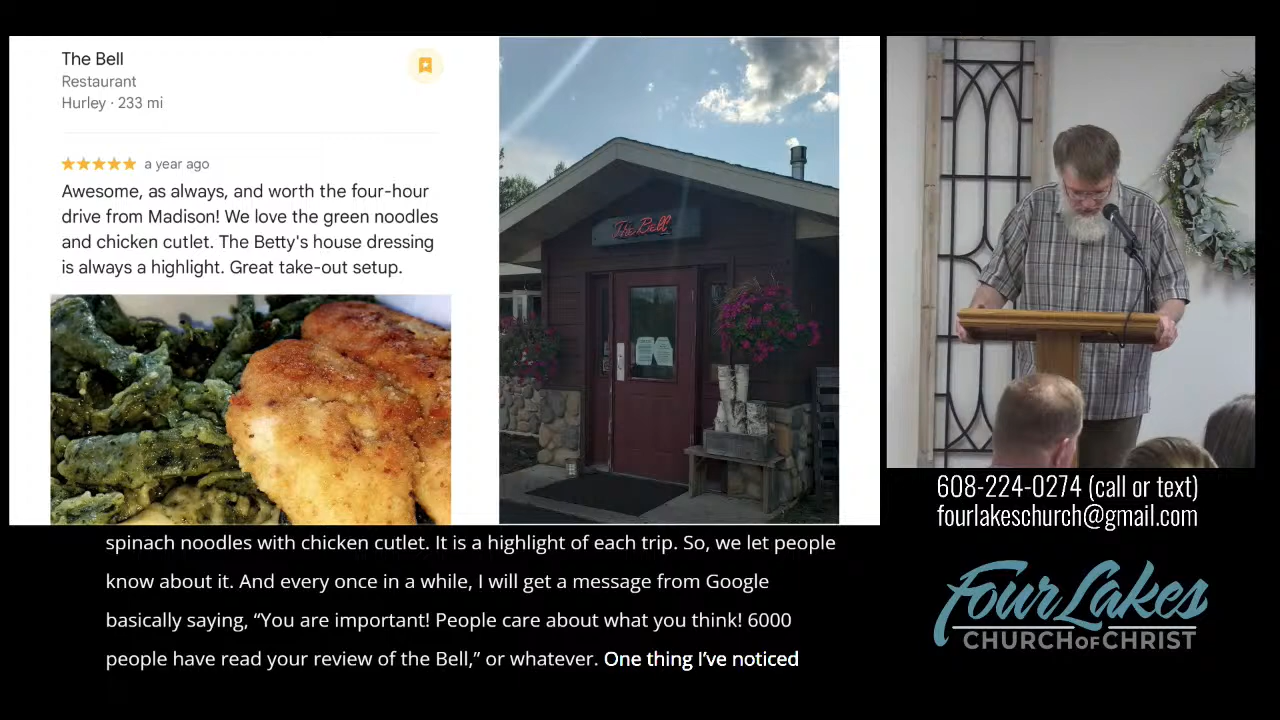 The Bell
Restaurant
Hurley · 233 mi
a year ago
Awesome, as always, and worth the four-hour
drive from Madison! We love the green noodles
and chicken cutlet. The Betty's house dressing
is always a highlight. Great take-out setup.
The Bell
spinach noodles with chicken cutlet. It is a highlight of each trip. So, we let people
know about it. And every once in a while, I will get a message from Google
basically saying, “You are important! People care about what you think! 6000
people have read your review of the Bell,” or whatever. One thing I’ve noticed
608-224-0274 (call or text)
fourlakeschurch@gmail.com
Four Lakes
CHURCH OF CHRIST